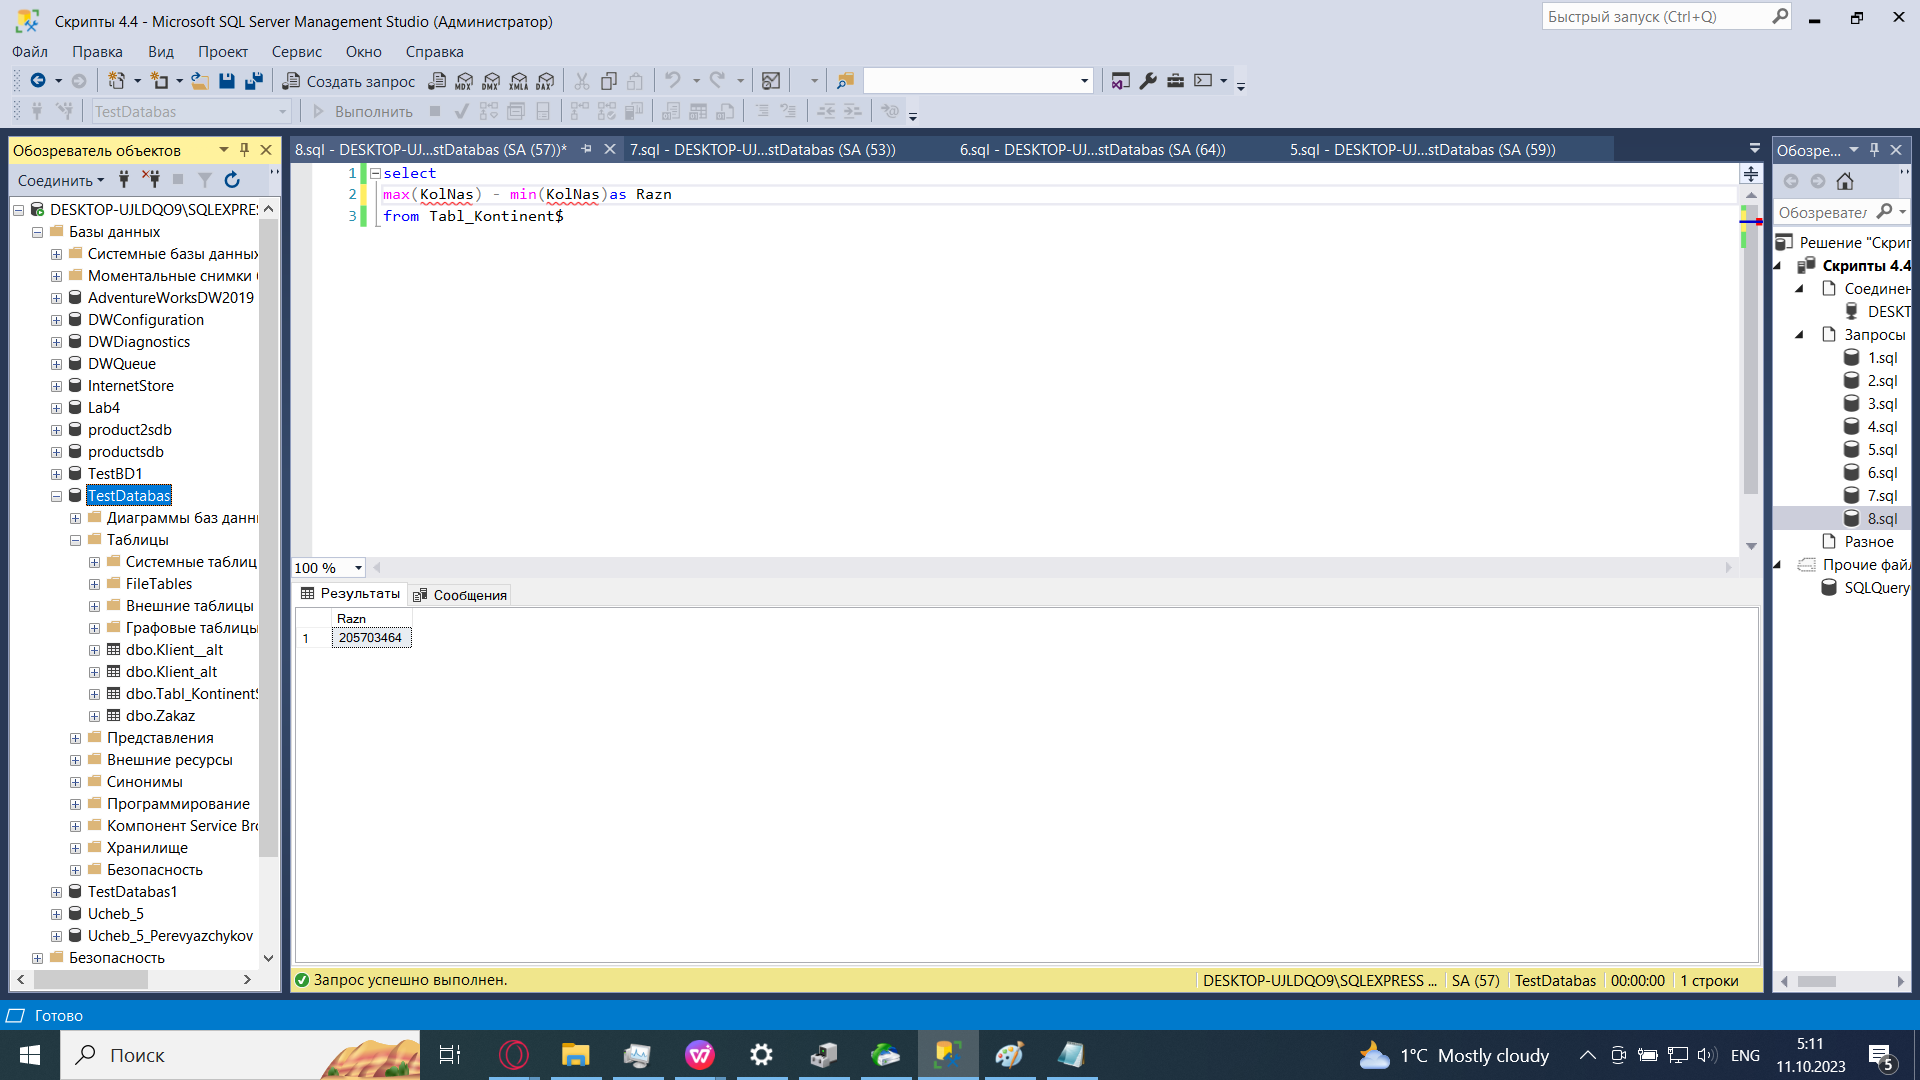 Скрипты 4.4 - Microsoft SQL Server Management Studio (Администратор)
Быстрый запуск (Ctrl+Q)
Файл Правка Вид Проект Сервис Окно Справка
Создать запрос
MDX DMX XMLA DAX
TestDatabas
Выполнить
Обозреватель объектов
Соединить
DESKTOP-UJLDQO9\SQLEXPRE
Базы данных
Системные базы данных
Моментальные снимки
AdventureWorksDW2019
DWConfiguration
DWDiagnostics
DWQueue
InternetStore
Lab4
product2sdb
productsdb
TestBD1
TestDatabas
Диаграммы баз данн
Таблицы
Системные таблиц
FileTables
Внешние таблицы
Графовые таблицы
dbo.Klient__alt
dbo.Klient_alt
dbo.Tabl_Kontinent$
dbo.Zakaz
Представления
Внешние ресурсы
Синонимы
Программирование
Компонент Service Bro
Хранилище
Безопасность
TestDatabas1
Ucheb_5
Ucheb_5_Perevyazchykov
Безопасность
8.sql - DESKTOP-UJ...stDatabas (SA (57))*
7.sql - DESKTOP-UJ...stDatabas (SA (53))
6.sql - DESKTOP-UJ...stDatabas (SA (64))
5.sql - DESKTOP-UJ...stDatabas (SA (59))
1 select
2 max(KolNas) - min(KolNas)as Razn
3 from Tabl_Kontinent$
100 %
Результаты Сообщения
Razn
1 205703464
Запрос успешно выполнен.
DESKTOP-UJLDQO9\SQLEXPRESS ... SA (57) TestDatabas 00:00:00 1 строки
Обозре...
Обозревател
Решение "Скрип
Скрипты 4.4
Соединен
DESKT
Запросы
1.sql
2.sql
3.sql
4.sql
5.sql
6.sql
7.sql
8.sql
Разное
Прочие файл
SQLQuery
Готово
Поиск
1°C Mostly cloudy
ENG
5:11
11.10.2023
5